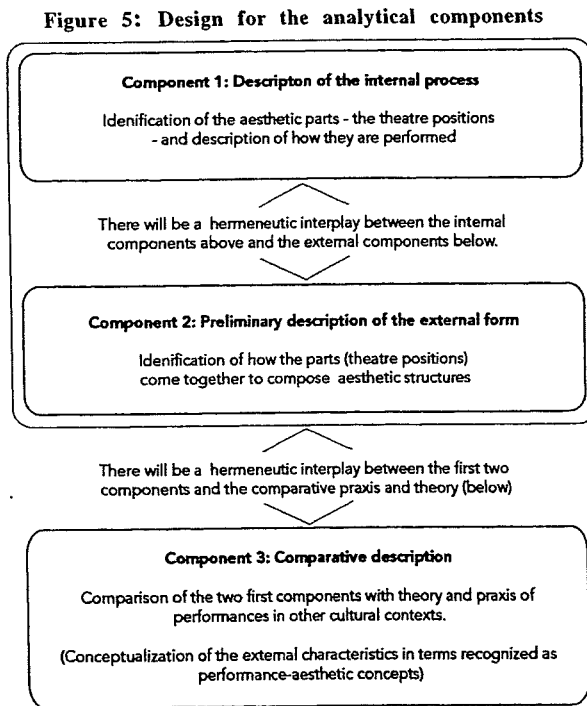 Figure 5: Design for the analytical components
Component 1: Descripton of the internal process
Idenification of the aesthetic parts - the theatre positions
- and description of how they are performed
There will be a hermeneutic interplay between the internal
components above and the external components below.
Component 2: Preliminary description of the external form
Idenification of how the parts (theatre positions)
come together to compose aesthetic structures
There will be a hermeneutic interplay between the first two
components and the comparative praxis and theory (below)
Component 3: Comparative description
Comparison of the two first components with theory and praxis of
performances in other cultural contexts.
(Conceptualization of the external characteristics in terms recognized as
performance-aesthetic concepts)